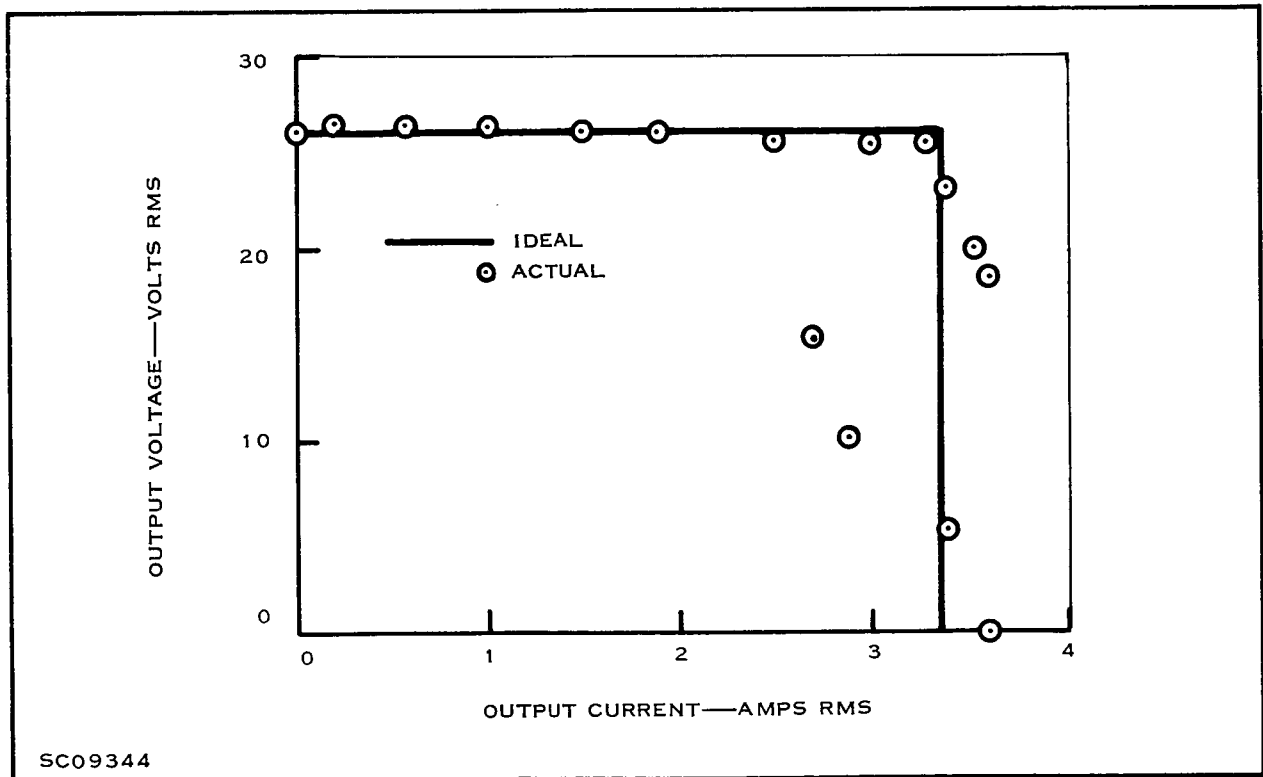 30
20
10
0
OUTPUT VOLTAGE—VOLTS RMS
IDEAL
ACTUAL
0 1 2 3 4
OUTPUT CURRENT—AMPS RMS
SC09344